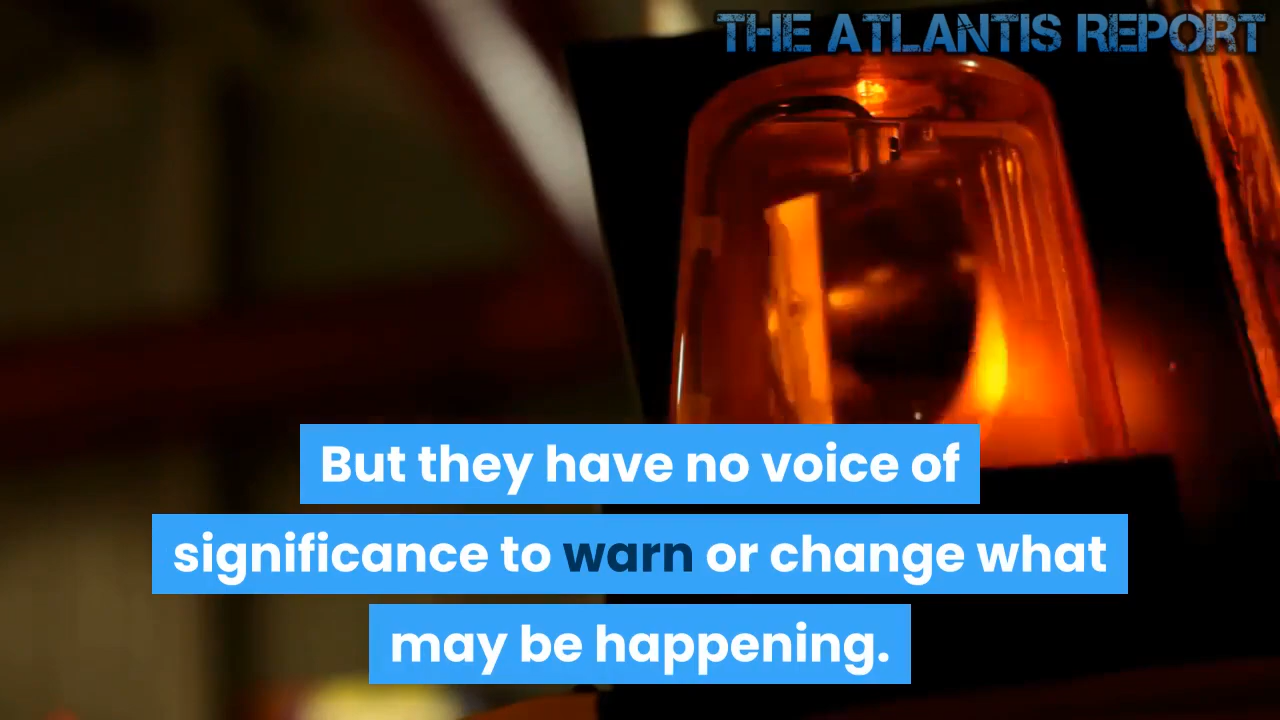 THE ATLANTIS REPORT
But they have no voice of
significance to warn or change what
may be happening.